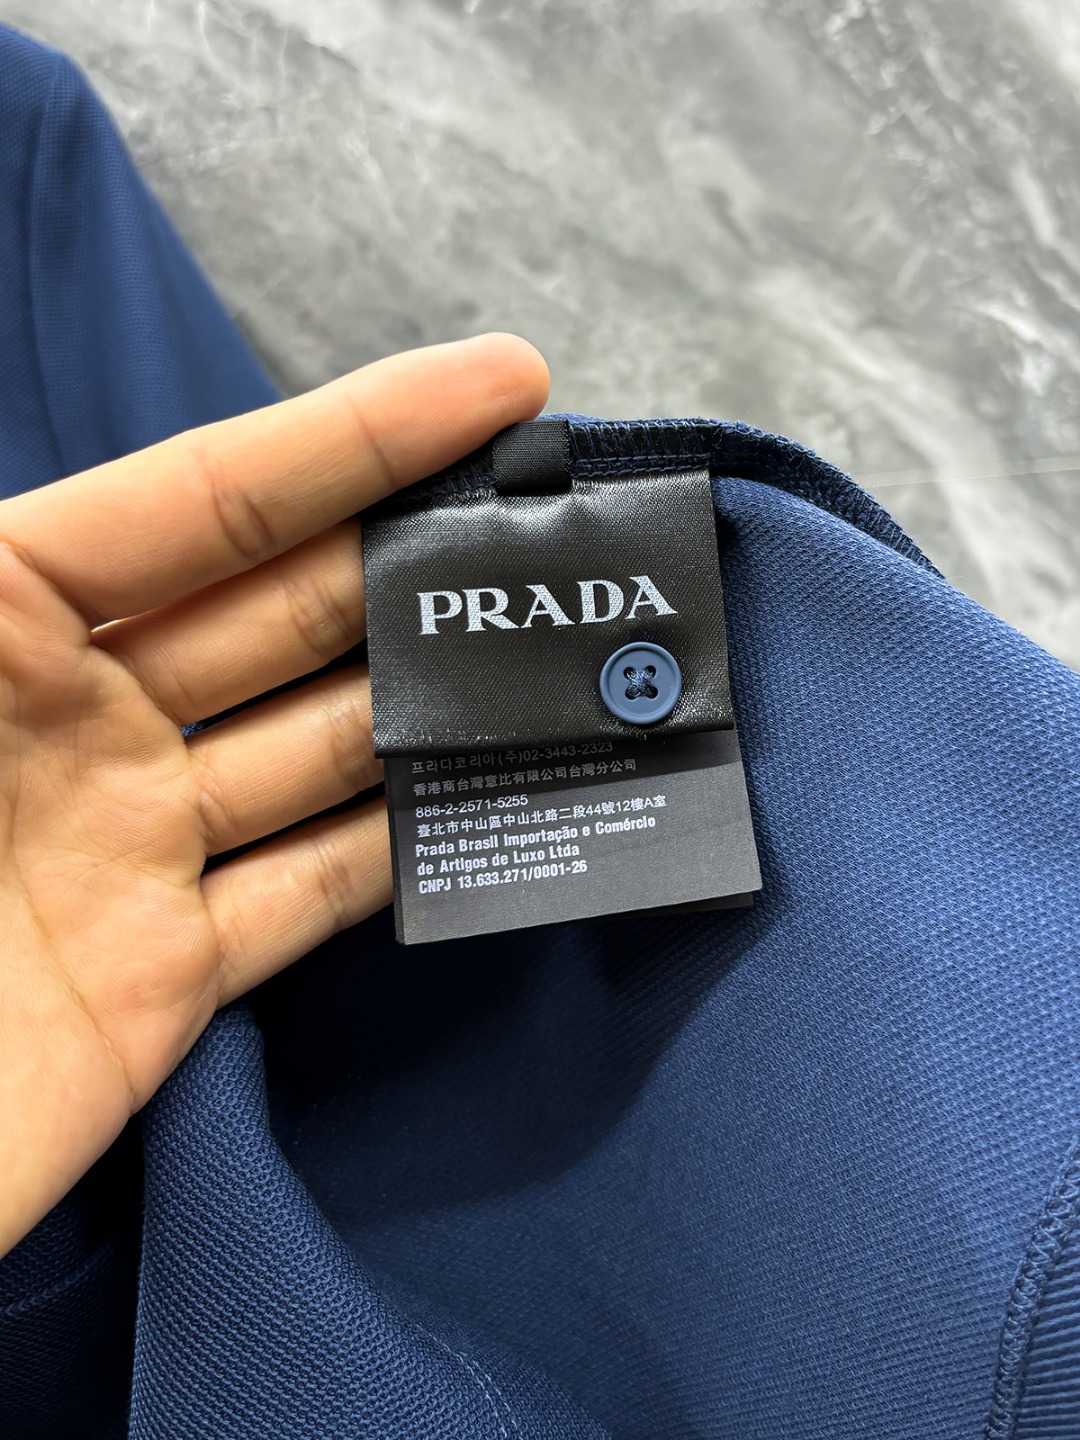 PRADA
프라다코리아(주)02-3443-2323
香港商台灣意比有限公司台灣分公司
886-2-2571-5255
臺北市中山區中山北路二段44號12樓A室
Prada Brasil Importação e Comércio
de Artigos de Luxo Ltda
CNPJ 13.633.271/0001-26